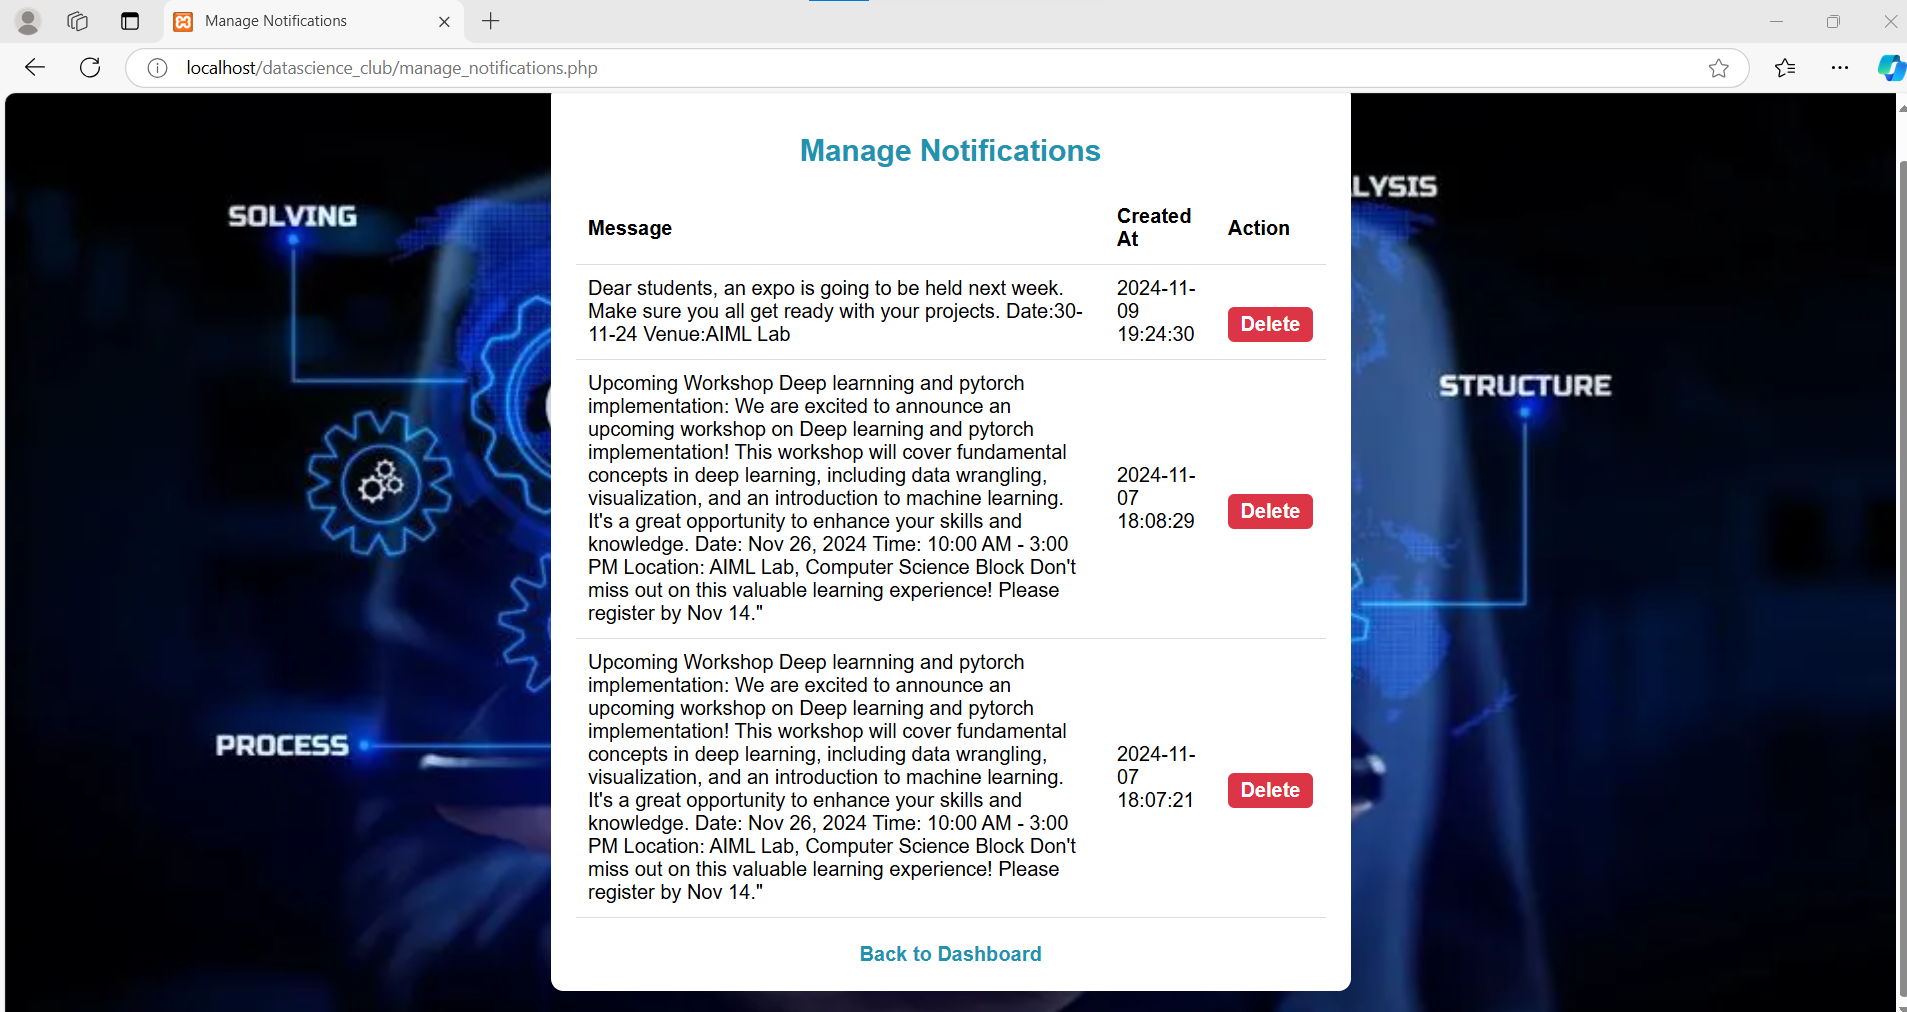 Manage Notifications
localhost/datascience_club/manage_notifications.php
Manage Notifications
SOLVING
LYSIS
STRUCTURE
PROCESS
Message
Created
At
Action
Dear students, an expo is going to be held next week.
Make sure you all get ready with your projects. Date:30-
11-24 Venue:AIML Lab
2024-11-
09
19:24:30
Delete
Upcoming Workshop Deep learnning and pytorch
implementation: We are excited to announce an
upcoming workshop on Deep learning and pytorch
implementation! This workshop will cover fundamental
concepts in deep learning, including data wrangling,
visualization, and an introduction to machine learning.
It's a great opportunity to enhance your skills and
knowledge. Date: Nov 26, 2024 Time: 10:00 AM - 3:00
PM Location: AIML Lab, Computer Science Block Don't
miss out on this valuable learning experience! Please
register by Nov 14."
2024-11-
07
18:08:29
Delete
Upcoming Workshop Deep learnning and pytorch
implementation: We are excited to announce an
upcoming workshop on Deep learning and pytorch
implementation! This workshop will cover fundamental
concepts in deep learning, including data wrangling,
visualization, and an introduction to machine learning.
It's a great opportunity to enhance your skills and
knowledge. Date: Nov 26, 2024 Time: 10:00 AM - 3:00
PM Location: AIML Lab, Computer Science Block Don't
miss out on this valuable learning experience! Please
register by Nov 14."
2024-11-
07
18:07:21
Delete
Back to Dashboard